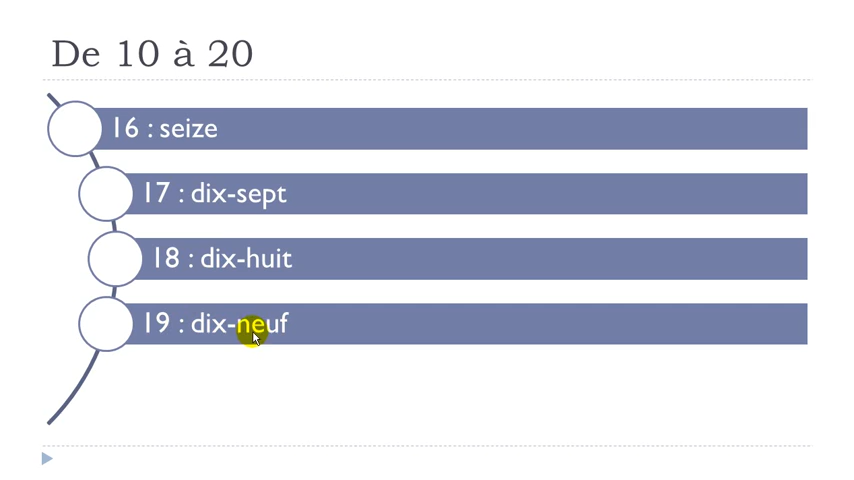 De 10 à 20
16 : seize
17 : dix-sept
18 : dix-huit
19 : dix-neuf